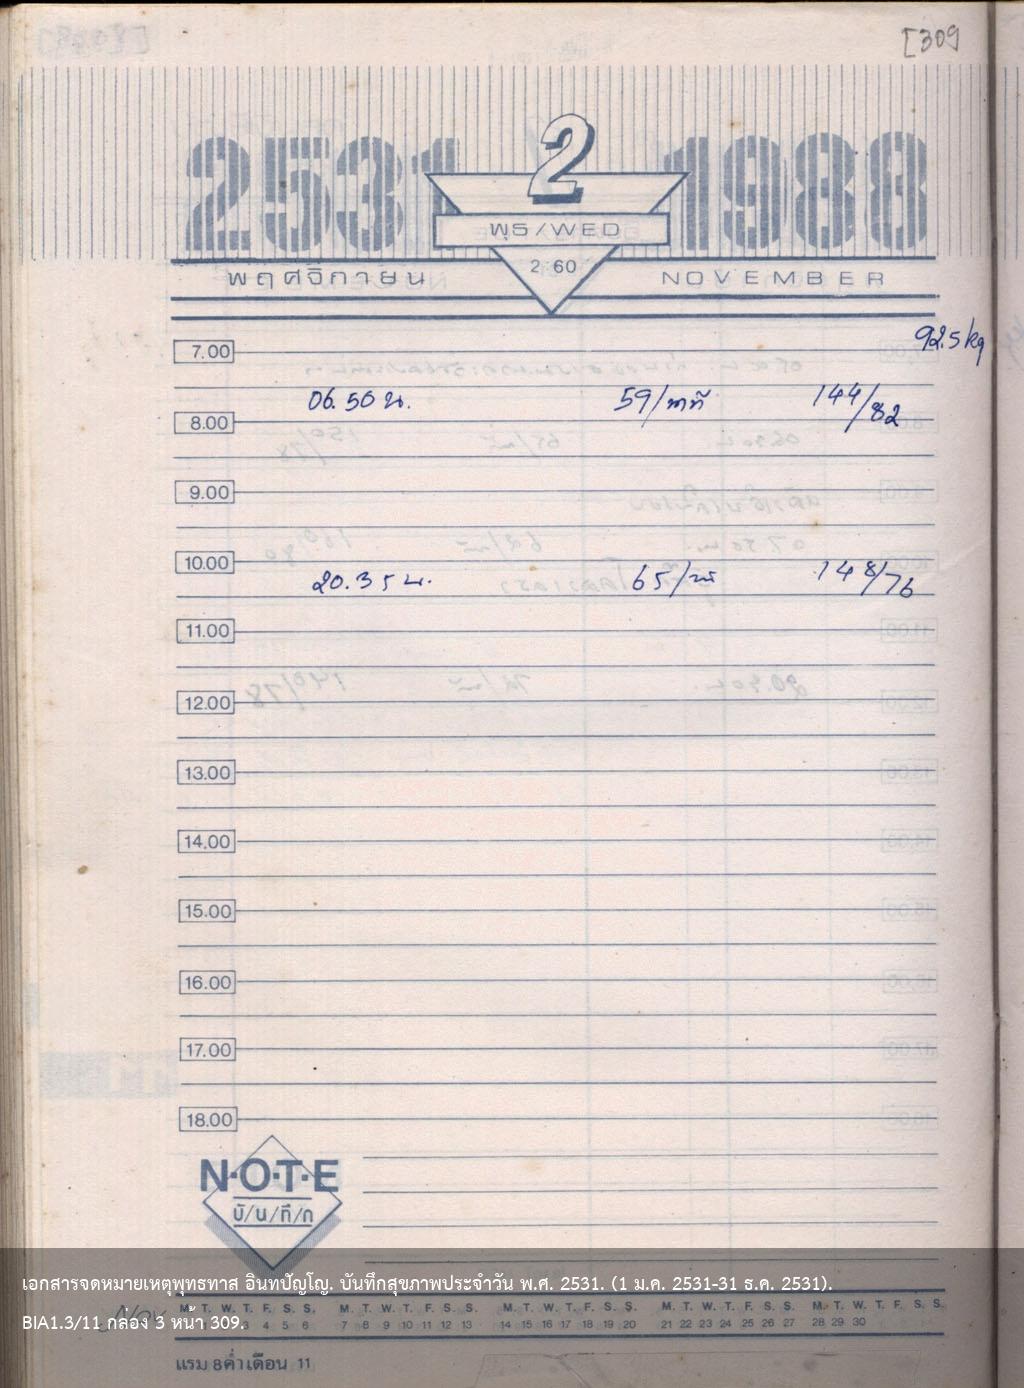 [309
2531 2 1988
พุธ/WED
2 60
พฤศจิกายน NOVEMBER
92.5 kg
7.00
06.50 น. 59/นาที 144/82
8.00
9.00
10.00
20.35 น. 65/นที 148/76
11.00
12.00
13.00
14.00
15.00
16.00
17.00
18.00
N·O·T·E
บั/น/ทึ/ก
เอกสารจดหมายเหตุพุทธทาส อินทปัญโญ. บันทึกสุขภาพประจำวัน พ.ศ. 2531. (1 ม.ค. 2531-31 ธ.ค. 2531).
Nov M. T. W. T. F. S. S. M. T. W. T. F. S. S. M. T. W. T. F. S. S. M. T. W. T. F. S. S. M. T. W. T. F. S. S.
BIA1.3/11 กล่อง 3 หน้า 309.
3 4 5 6 7 8 9 10 11 12 13 14 15 16 17 18 19 20 21 22 23 24 25 26 27 28 29 30
แรม 8 ค่ำ เดือน 11